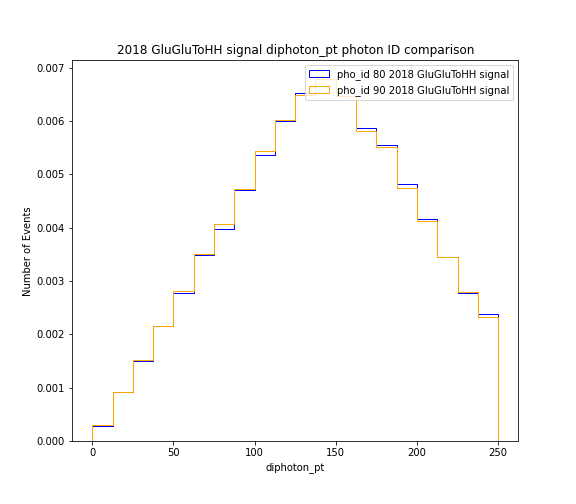 2018 GluGluToHH signal diphoton_pt photon ID comparison
pho_id 80 2018 GluGluToHH signal
pho_id 90 2018 GluGluToHH signal
0.007
0.006
0.005
0.004
0.003
0.002
0.001
0.000
Number of Events
0
50
100
150
200
250
diphoton_pt